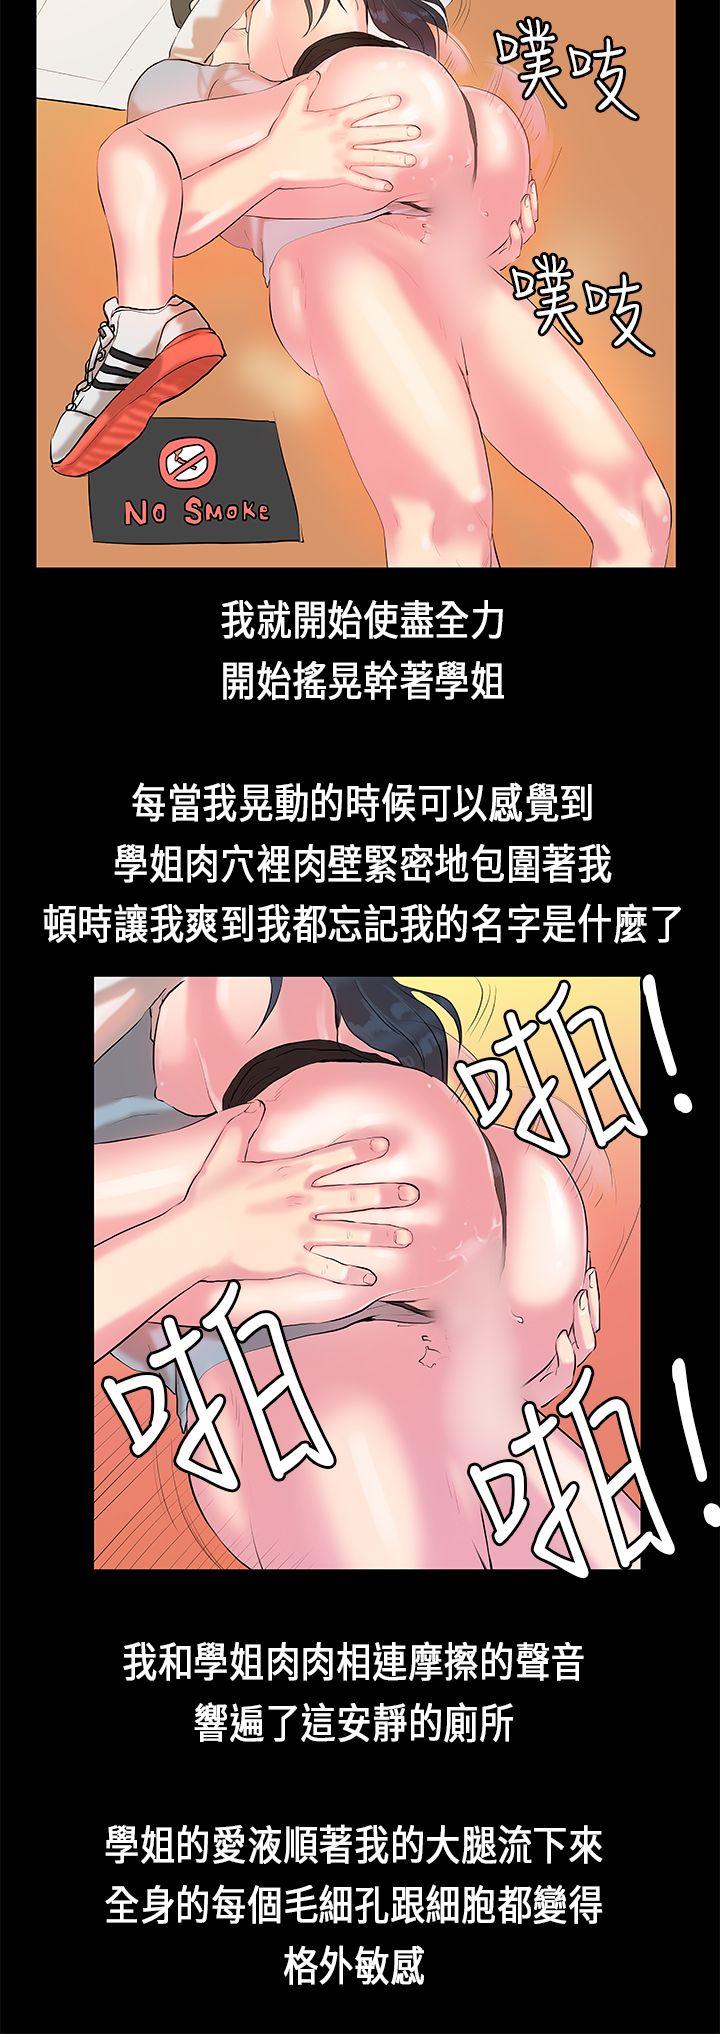 噗吱
噗吱
NO SMOKE
我就開始使盡全力
開始搖晃幹著學姐
每當我晃動的時候可以感覺到
學姐肉穴裡肉壁緊密地包圍著我
頓時讓我爽到我都忘記我的名字是什麼了
啪！
啪
啪！
我和學姐肉肉相連摩擦的聲音
響遍了這安靜的廁所
學姐的愛液順著我的大腿流下來
全身的每個毛細孔跟細胞都變得
格外敏感